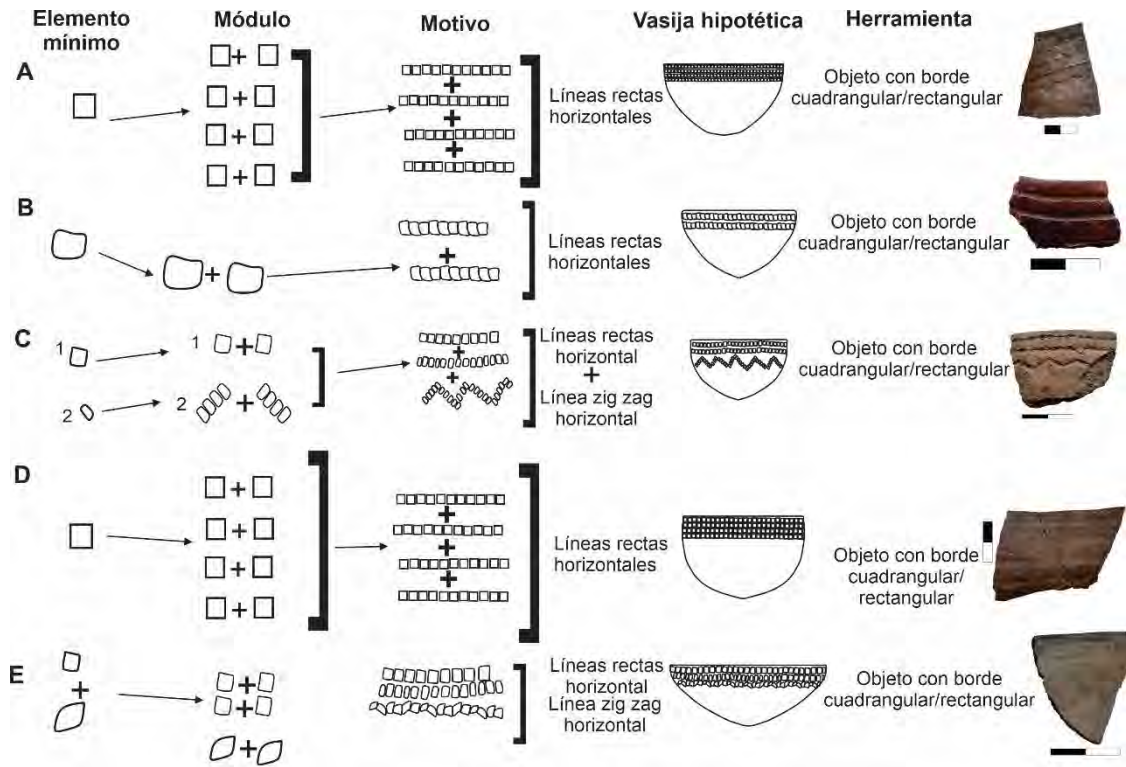 Elemento
mínimo
Módulo
Motivo
Vasija hipotética
Herramienta
A
+
+
+
+
+
+
+
Líneas rectas
horizontales
Objeto con borde
cuadrangular/rectangular
B
+
+
Líneas rectas
horizontales
Objeto con borde
cuadrangular/rectangular
C
1
1
+
2
2
+
+
+
Líneas rectas
horizontal
+
Línea zig zag
horizontal
Objeto con borde
cuadrangular/rectangular
D
+
+
+
+
+
+
+
Líneas rectas
horizontales
Objeto con borde
cuadrangular/
rectangular
E
+
+
+
+
Líneas rectas
horizontal
Línea zig zag
horizontal
Objeto con borde
cuadrangular/rectangular